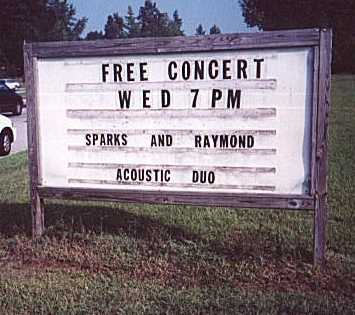 FREE CONCERT
WED 7 PM
SPARKS AND RAYMOND
ACOUSTIC DUO